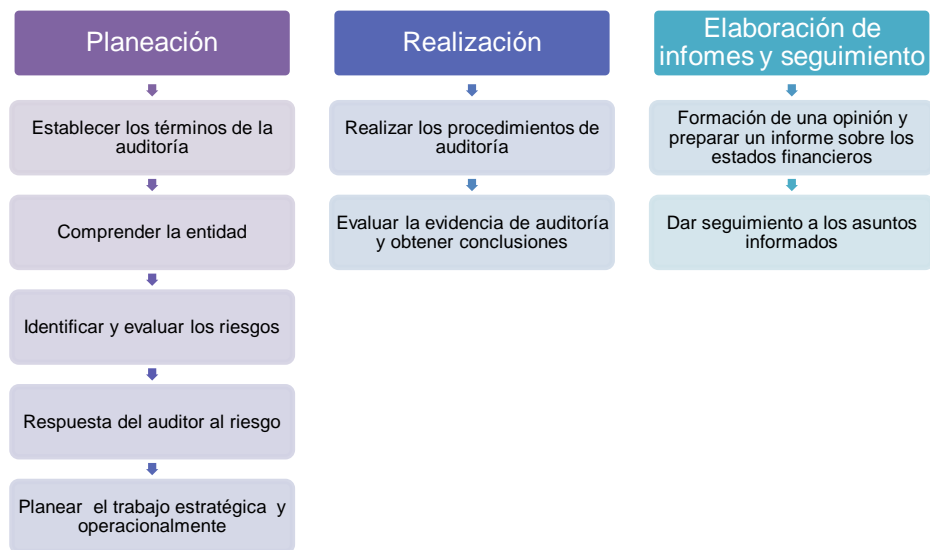 Planeación
Establecer los términos de la
auditoría
Comprender la entidad
Identificar y evaluar los riesgos
Respuesta del auditor al riesgo
Planear el trabajo estratégica y
operacionalmente
Realización
Realizar los procedimientos de
auditoría
Evaluar la evidencia de auditoría
y obtener conclusiones
Elaboración de
infomes y seguimiento
Formación de una opinión y
preparar un informe sobre los
estados financieros
Dar seguimiento a los asuntos
informados